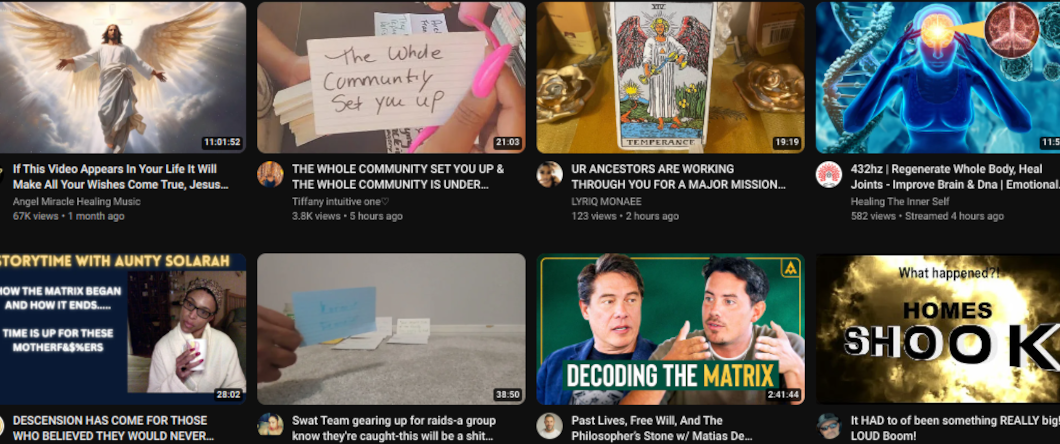 11:01:52
If This Video Appears In Your Life It Will
Make All Your Wishes Come True, Jesus...
Angel Miracle Healing Music
67K views • 1 month ago
The Whole
Community
Set you up
21:03
THE WHOLE COMMUNITY SET YOU UP &
THE WHOLE COMMUNITY IS UNDER...
Tiffany intuitive one♡
3.8K views • 5 hours ago
XIV
TEMPERANCE
19:19
UR ANCESTORS ARE WORKING
THROUGH YOU FOR A MAJOR MISSION...
LYRIQ MONAEE
123 views • 2 hours ago
11:5
432hz | Regenerate Whole Body, Heal
Joints - Improve Brain & Dna | Emotional.
Healing The Inner Self
582 views • Streamed 4 hours ago
STORYTIME WITH AUNTY SOLARAH
HOW THE MATRIX BEGAN
AND HOW IT ENDS.....
TIME IS UP FOR THESE
MOTHERF&$%ERS
28:02
DESCENSION HAS COME FOR THOSE
WHO BELIEVED THEY WOULD NEVER...
38:50
Swat Team gearing up for raids-a group
know they're caught-this will be a shit...
DECODING THE MATRIX
2:41:44
Past Lives, Free Will, And The
Philosopher's Stone w/ Matias De...
What happened?!
HOMES
SHOOK
It HAD to of been something REALLY big!
LOUD Boom!